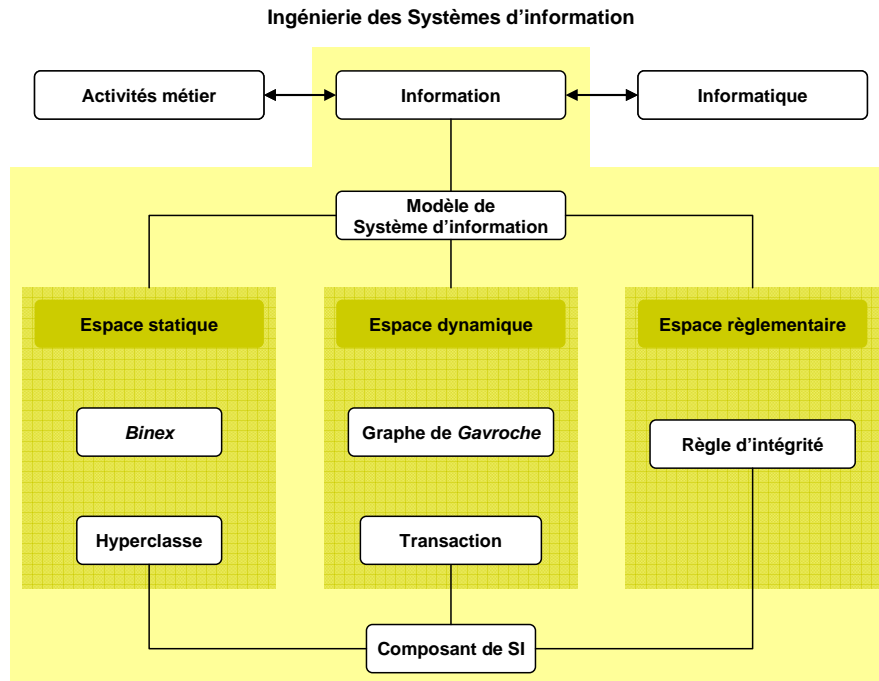 Ingénierie des Systèmes d'information
Activités métier
Information
Informatique
Modèle de
Système d'information
Espace statique
Espace dynamique
Espace règlementaire
Binex
Graphe de Gavroche
Règle d'intégrité
Hyperclasse
Transaction
Composant de SI